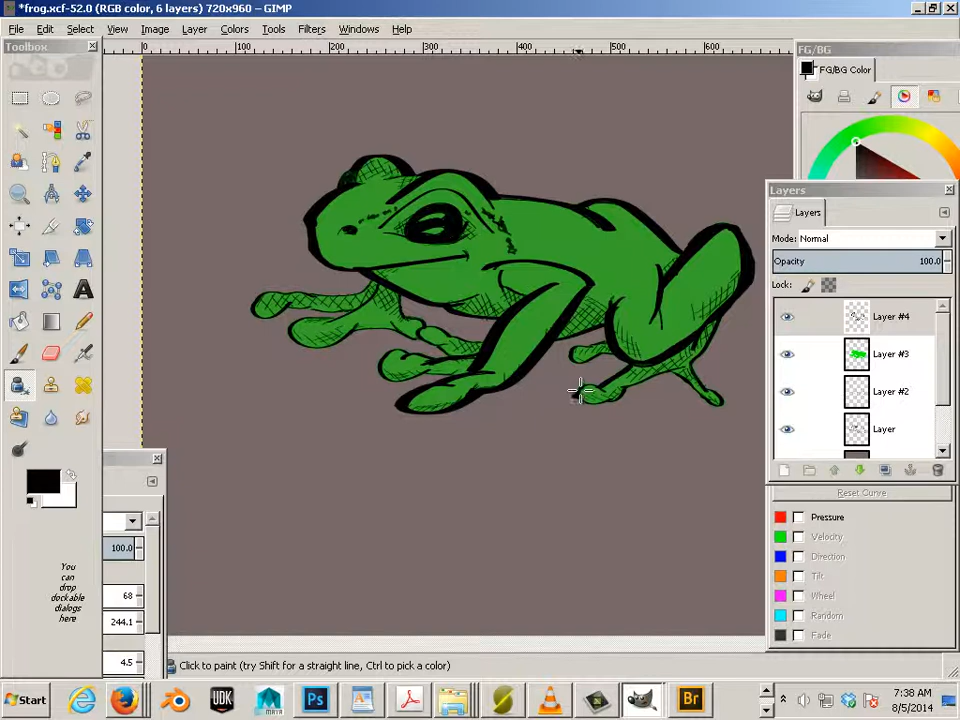 *frog.xcf-52.0 (RGB color, 6 layers) 720x960 – GIMP
File Edit Select View Image Layer Colors Tools Filters Windows Help
Toolbox
0 100 200 300 400 500 600
FG/BG
FG/BG Color
Layers
Layers
Mode: Normal
Opacity 100.0
Lock:
Layer #4
Layer #3
Layer #2
Layer
Reset Curve
Pressure
Velocity
Direction
Tilt
Wheel
Random
Fade
You
can
drop
dockable
dialogs
here
100.0
68
244.1
4.5
Click to paint (try Shift for a straight line, Ctrl to pick a color)
Start
UDK
MAYA
Ps
Br
7:38 AM
8/5/2014